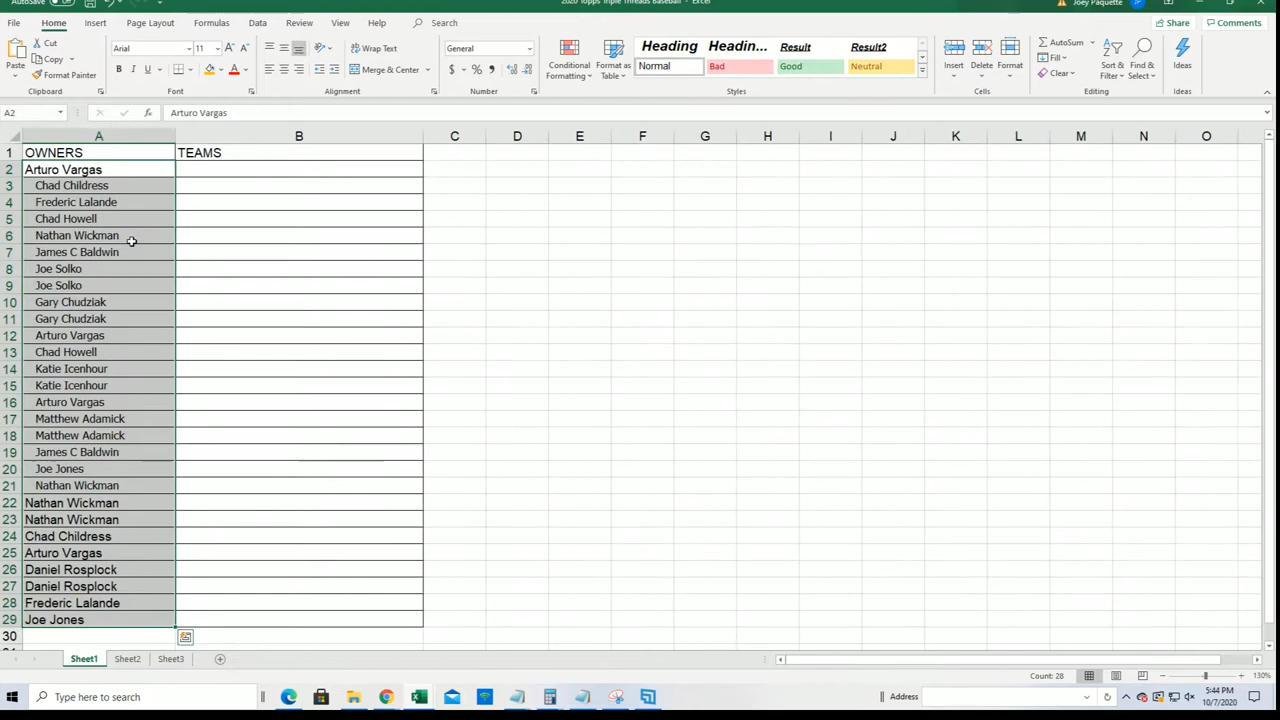 AutoSave Off 2020 Topps Triple Threads Baseball - Excel Joey Paquette JP
File Home Insert Page Layout Formulas Data Review View Help Search Share Comments
Paste Cut Copy Format Painter Clipboard
Arial 11 B I U A Font
Wrap Text Merge & Center Alignment
General $ % Number
Conditional Formatting Format as Table
Heading Headin... Result Result2
Normal Bad Good Neutral
Styles
Insert Delete Format Cells
AutoSum Fill Clear Sort & Filter Find & Select Editing
Ideas Ideas
A2 fx Arturo Vargas
A B C D E F G H I J K L M N O
1 OWNERS TEAMS
2 Arturo Vargas
3 Chad Childress
4 Frederic Lalande
5 Chad Howell
6 Nathan Wickman
7 James C Baldwin
8 Joe Solko
9 Joe Solko
10 Gary Chudziak
11 Gary Chudziak
12 Arturo Vargas
13 Chad Howell
14 Katie Icenhour
15 Katie Icenhour
16 Arturo Vargas
17 Matthew Adamick
18 Matthew Adamick
19 James C Baldwin
20 Joe Jones
21 Nathan Wickman
22 Nathan Wickman
23 Nathan Wickman
24 Chad Childress
25 Arturo Vargas
26 Daniel Rosplock
27 Daniel Rosplock
28 Frederic Lalande
29 Joe Jones
30
Sheet1 Sheet2 Sheet3
Count: 28 130%
Type here to search Address 5:44 PM
10/7/2020